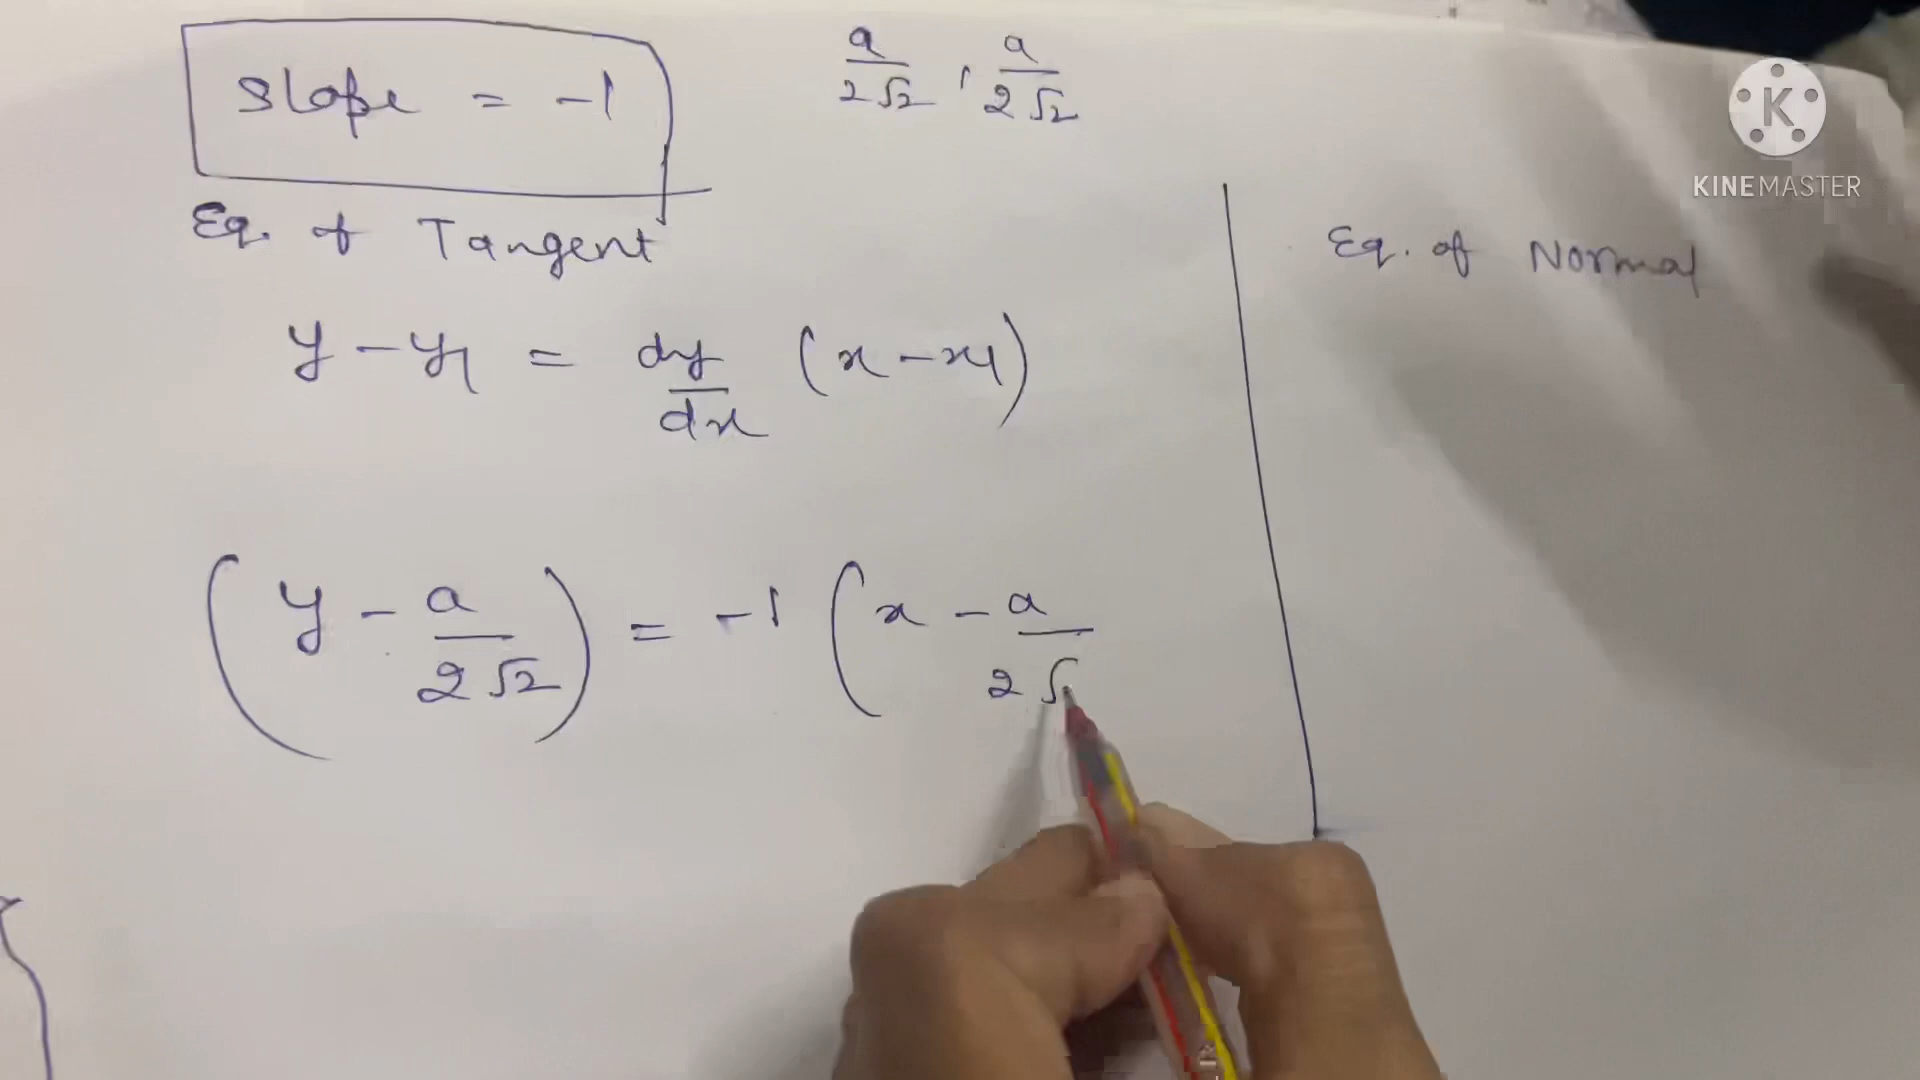 Slope = -1
a/2√2 , a/2√2
KINEMASTER
Eq. of Tangent
Eq. of Normal
y - y1 = dy/dx (x - x1)
(y - a/2√2) = -1 (x - a/2√